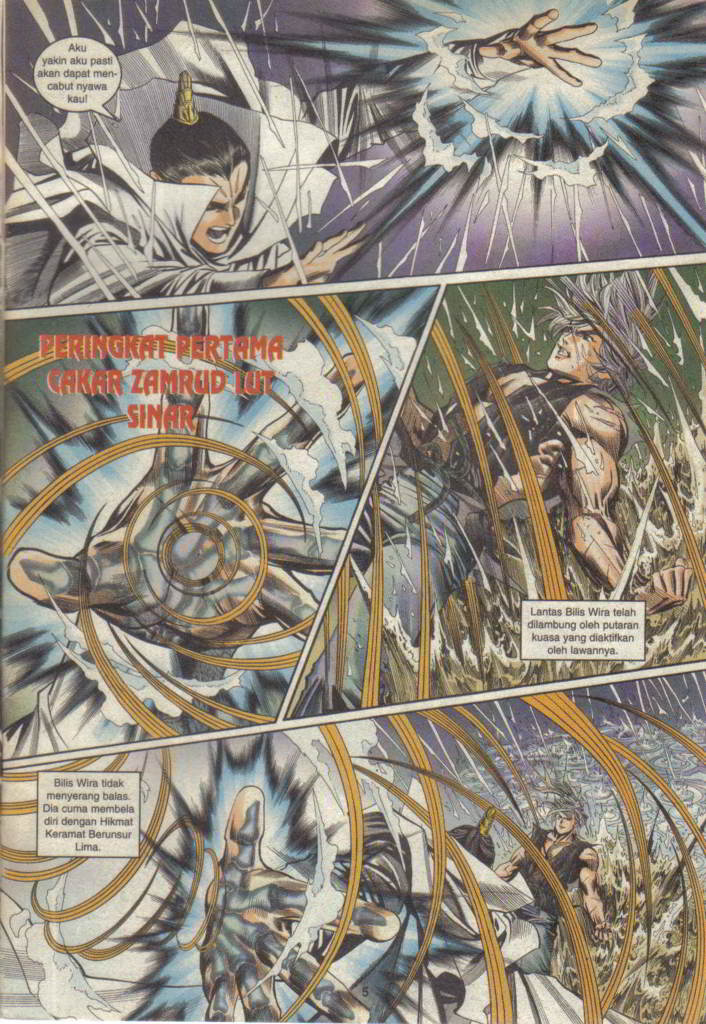 Aku
yakin aku pasti
akan dapat men-
cabut nyawa
kau!
PERINGKAT PERTAMA
CAKAR ZAMRUD LUT
SINAR
Lantas Bilis Wira telah
dilambung oleh putaran
kuasa yang diaktifkan
oleh lawannya.
Bilis Wira tidak
menyerang balas.
Dia cuma membela
diri dengan Hikmat
Keramat Berunsur
Lima.
5